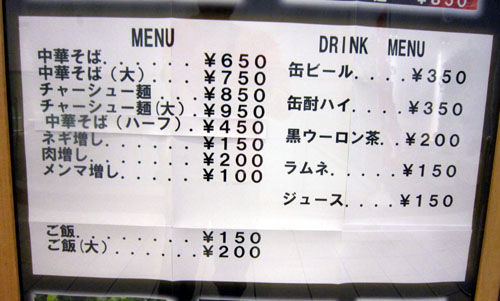 MENU
中華そば........¥650
中華そば(大)....¥750
チャーシュー麺....¥850
チャーシュー麺(大).¥950
中華そば(ハーフ).¥450
ネギ増し........¥150
肉増し..........¥200
メンマ増し......¥100
ご飯............¥150
ご飯(大)........¥200
DRINK MENU
缶ビール....¥350
缶酎ハイ....¥350
黒ウーロン茶..¥200
ラムネ......¥150
ジュース....¥150